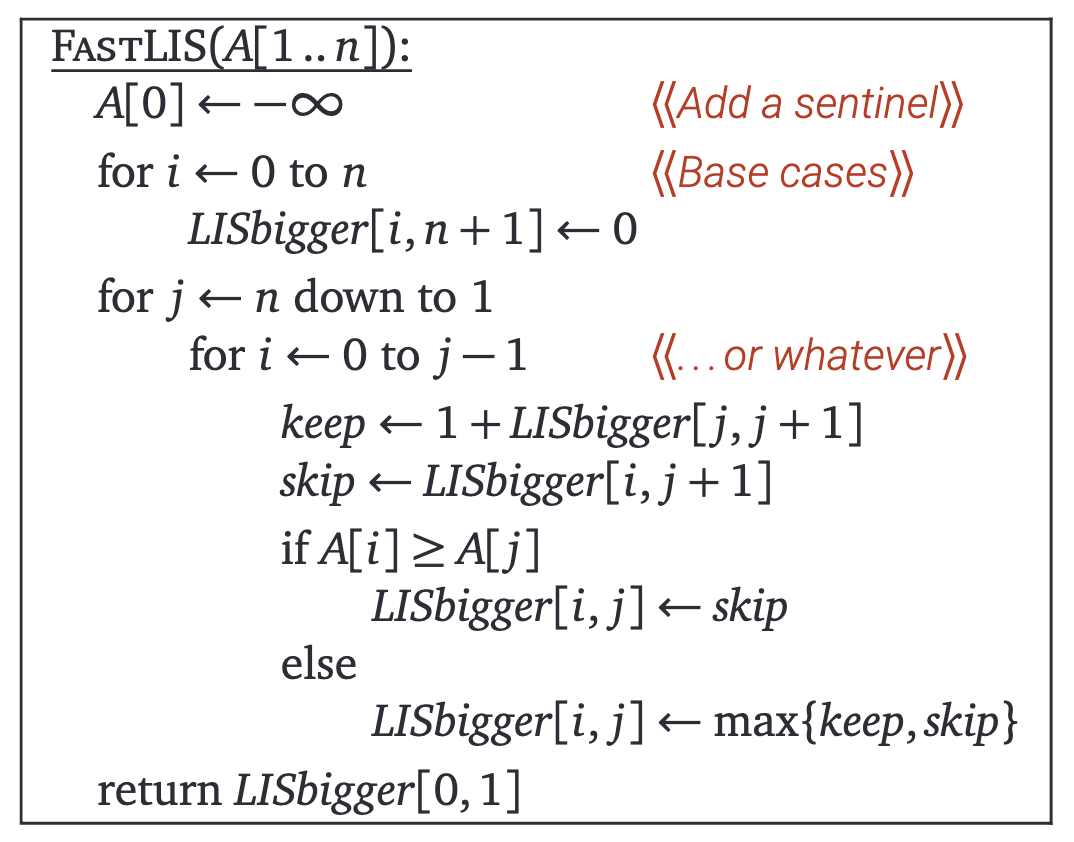 FASTLIS(A[1 .. n]):
A[0] ← −∞ ⟨⟨Add a sentinel⟩⟩
for i ← 0 to n ⟨⟨Base cases⟩⟩
LISbigger[i, n + 1] ← 0
for j ← n down to 1
for i ← 0 to j − 1 ⟨⟨. . . or whatever⟩⟩
keep ← 1 + LISbigger[j, j + 1]
skip ← LISbigger[i, j + 1]
if A[i] ≥ A[j]
LISbigger[i, j] ← skip
else
LISbigger[i, j] ← max{keep, skip}
return LISbigger[0, 1]